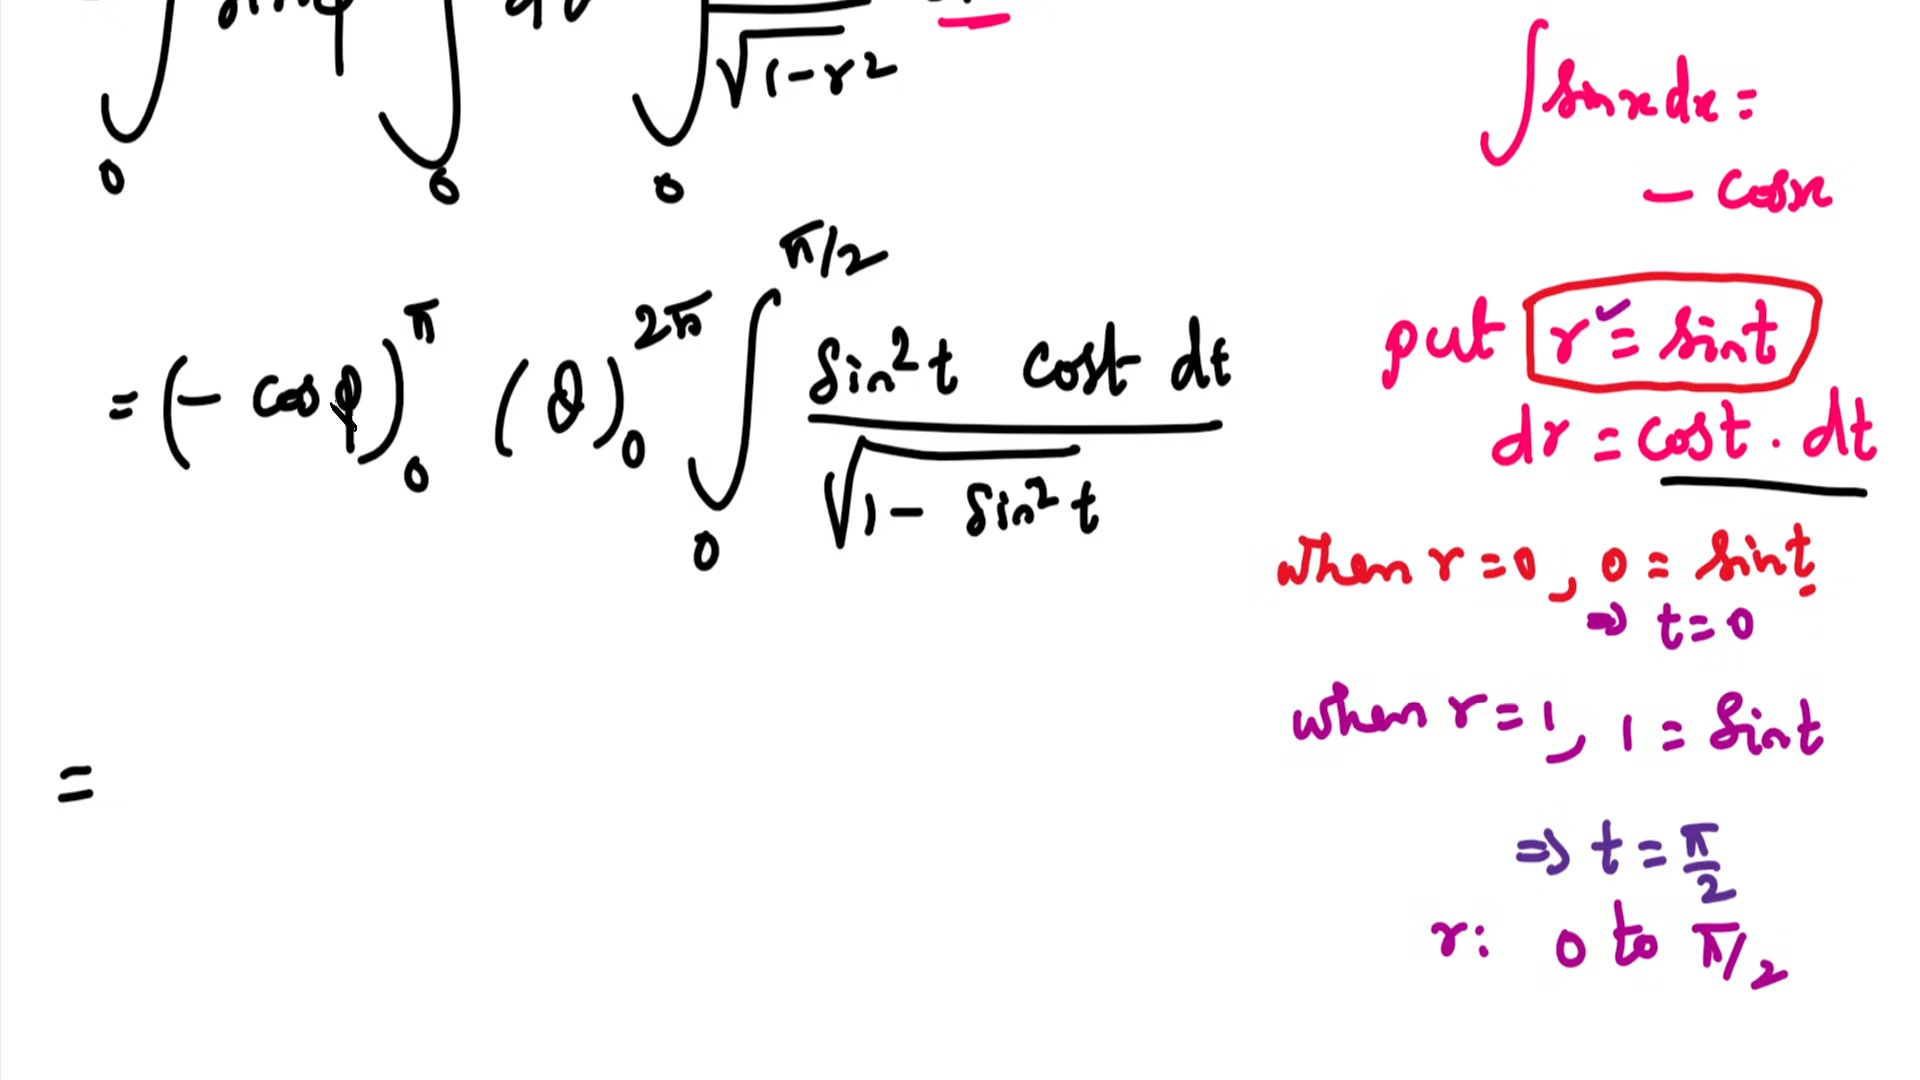 √1-r²
0 0 0
∫sinx dx =
- cosx
= (- cosφ)₀^π (θ)₀^2π ∫₀^π/2 sin²t cost dt / √1- sin²t
put r = sint
dr = cost . dt
when r=0, 0 = sint
⇒ t=0
when r=1, 1 = sint
=
⇒ t = π/2
r: 0 to π/2